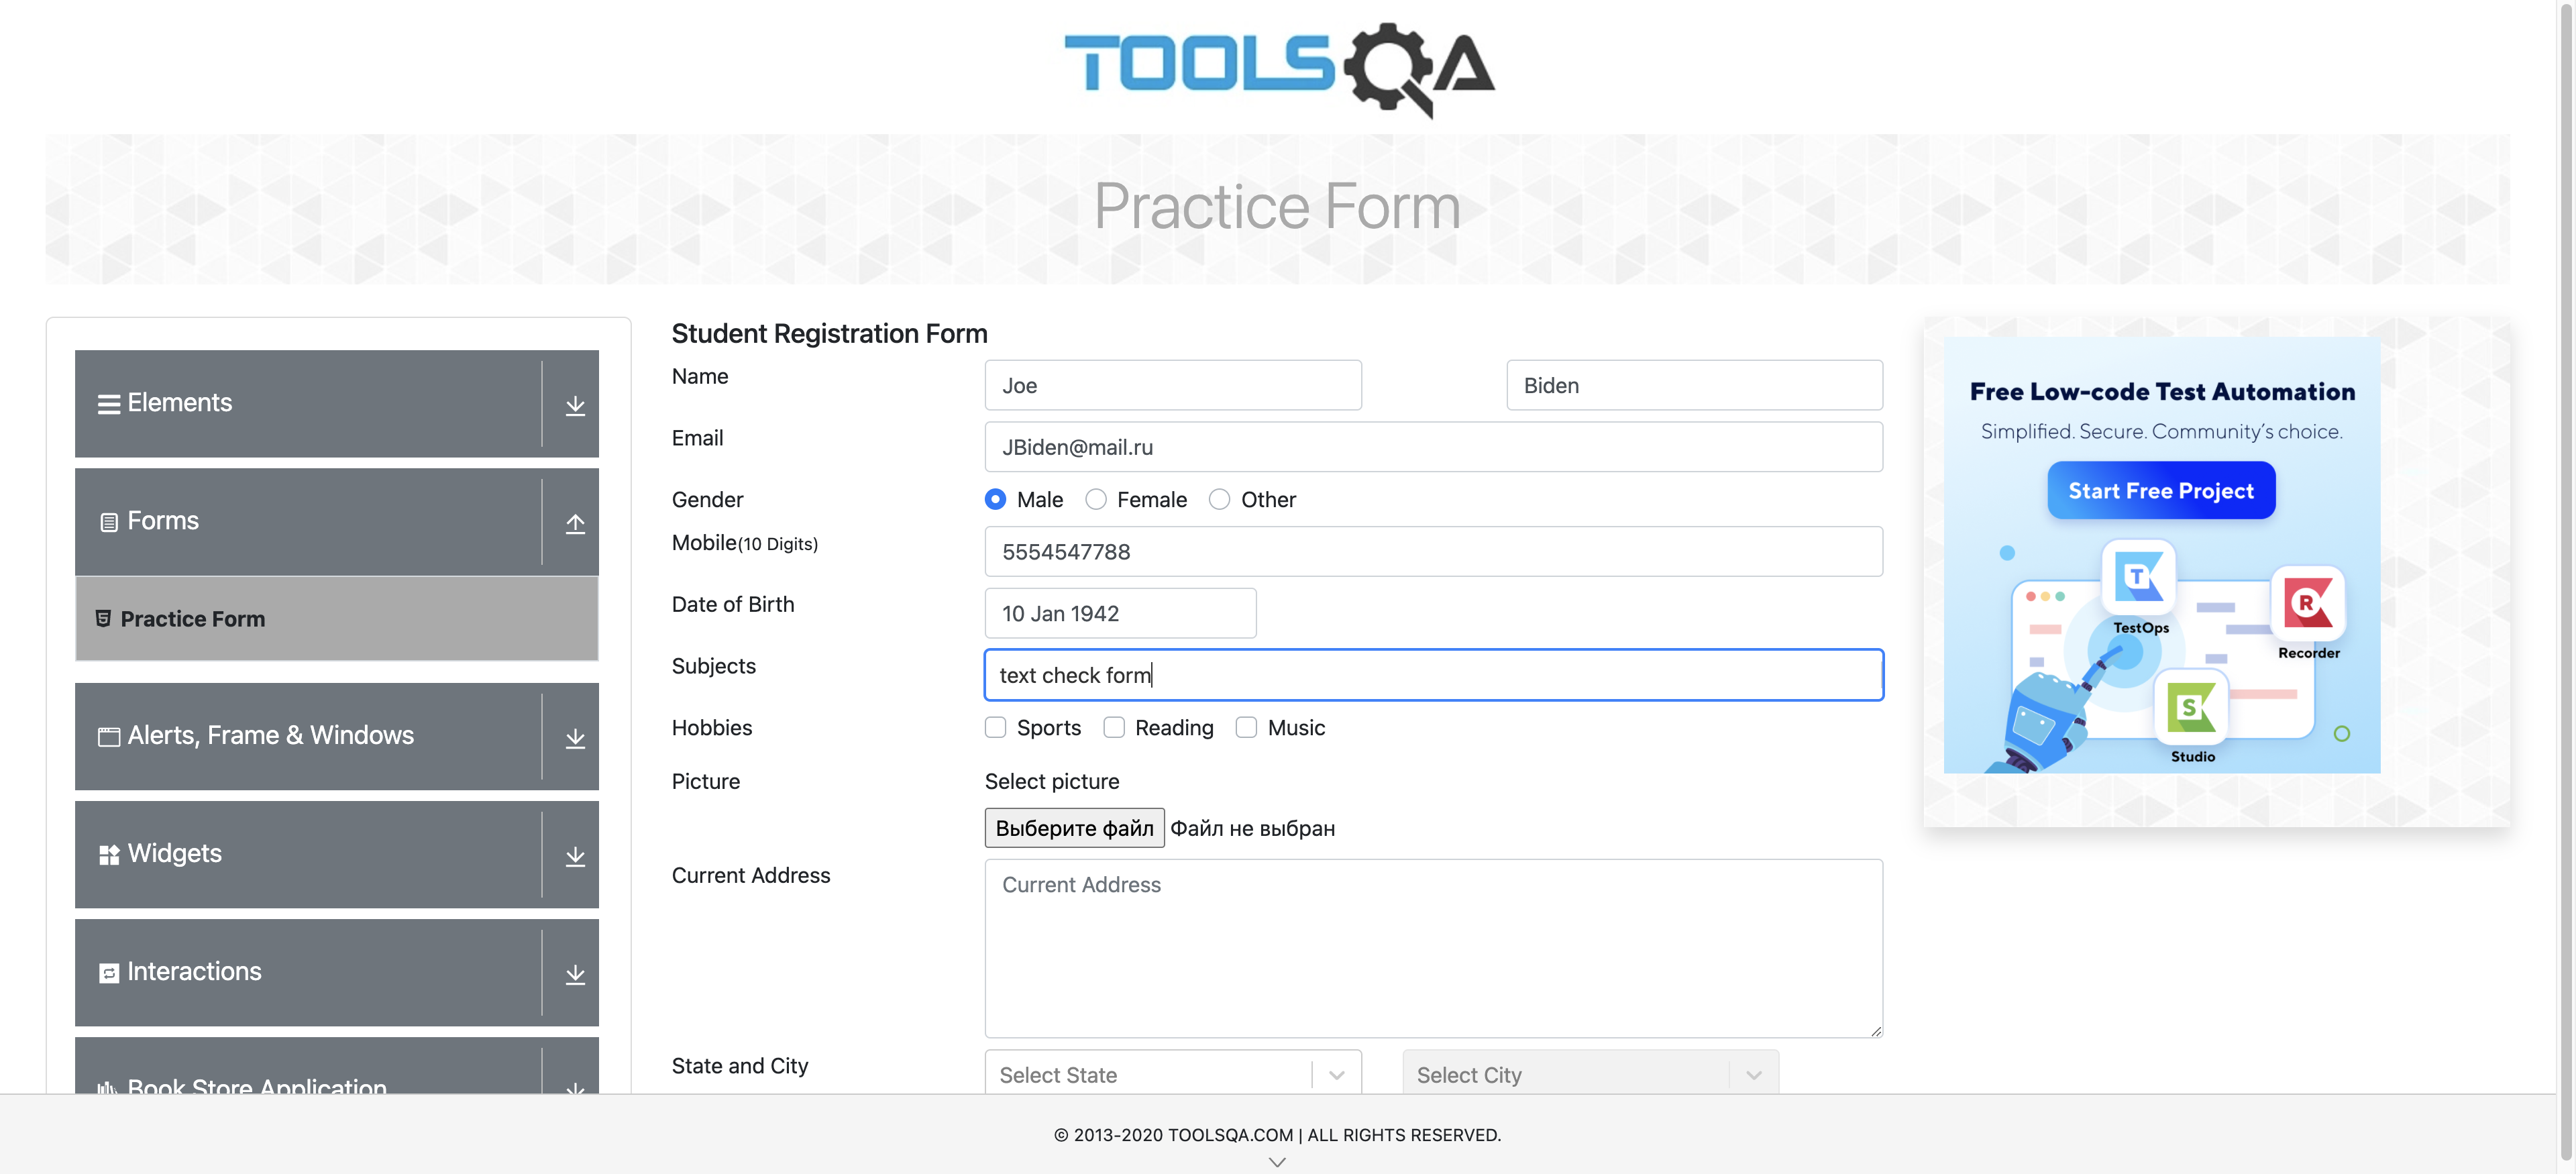 TOOLSQA
Practice Form
Elements
Forms
Practice Form
Alerts, Frame & Windows
Widgets
Interactions
Book Store Application
Student Registration Form
Name
Joe
Biden
Email
JBiden@mail.ru
Gender
Male
Female
Other
Mobile(10 Digits)
5554547788
Date of Birth
10 Jan 1942
Subjects
text check form
Hobbies
Sports
Reading
Music
Picture
Select picture
Выберите файл Файл не выбран
Current Address
Current Address
State and City
Select State
Select City
Free Low-code Test Automation
Simplified. Secure. Community's choice.
Start Free Project
T
TestOps
R
Recorder
S
Studio
© 2013-2020 TOOLSQA.COM | ALL RIGHTS RESERVED.